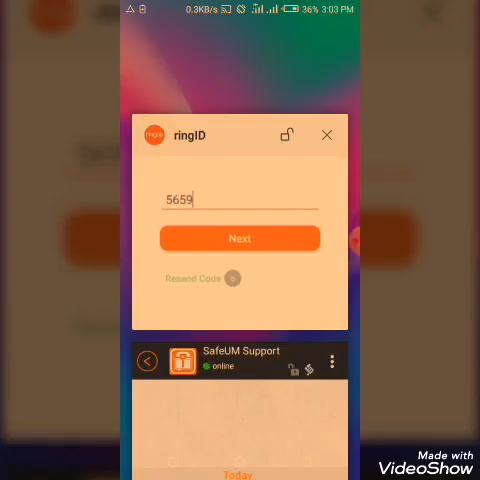 0.3KB/s 36% 3:03 PM
ringID
5659
Next
Resend Code 6
SafeUM Support
online
Today
Made with
VideoShow